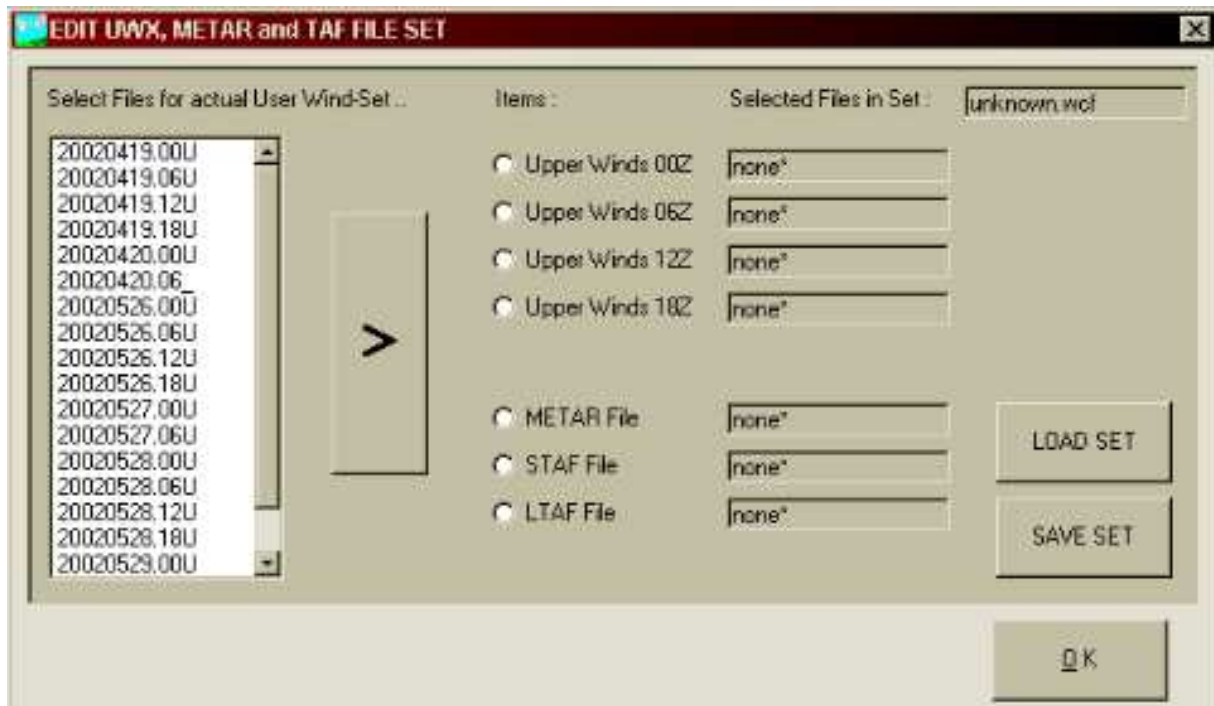 EDIT UWX, METAR and TAF FILE SET
Select Files for actual User Wind-Set ..
Items :
Selected Files in Set :
unknown.wcf
20020419.00U
20020419.06U
20020419.12U
20020419.18U
20020420.00U
20020420.06_
20020526.00U
20020526.06U
20020526.12U
20020526.18U
20020527.00U
20020527.06U
20020528.00U
20020528.06U
20020528.12U
20020528.18U
20020529.00U
>
Upper Winds 00Z none*
Upper Winds 06Z none*
Upper Winds 12Z none*
Upper Winds 18Z none*
METAR File none*
STAF File none*
LTAF File none*
LOAD SET
SAVE SET
O K